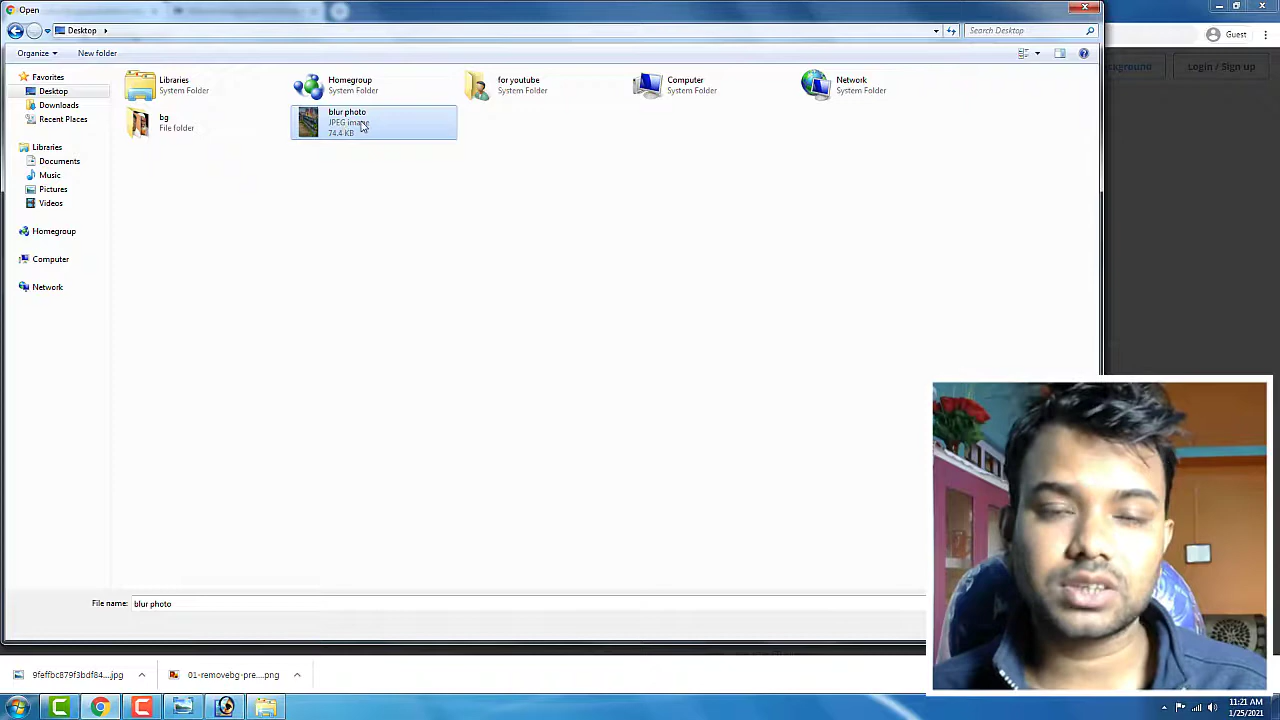 Open
Desktop
Search Desktop
Guest
Organize
New folder
ground
Login / Sign up
Favorites
Desktop
Downloads
Recent Places
Libraries
Documents
Music
Pictures
Videos
Homegroup
Computer
Network
Libraries
System Folder
Homegroup
System Folder
for youtube
System Folder
Computer
System Folder
Network
System Folder
bg
File folder
blur photo
JPEG image
74.4 KB
File name:
blur photo
9feffbc879f3bdf84....jpg
01-removebg-pre....png
11:21 AM
1/25/2021